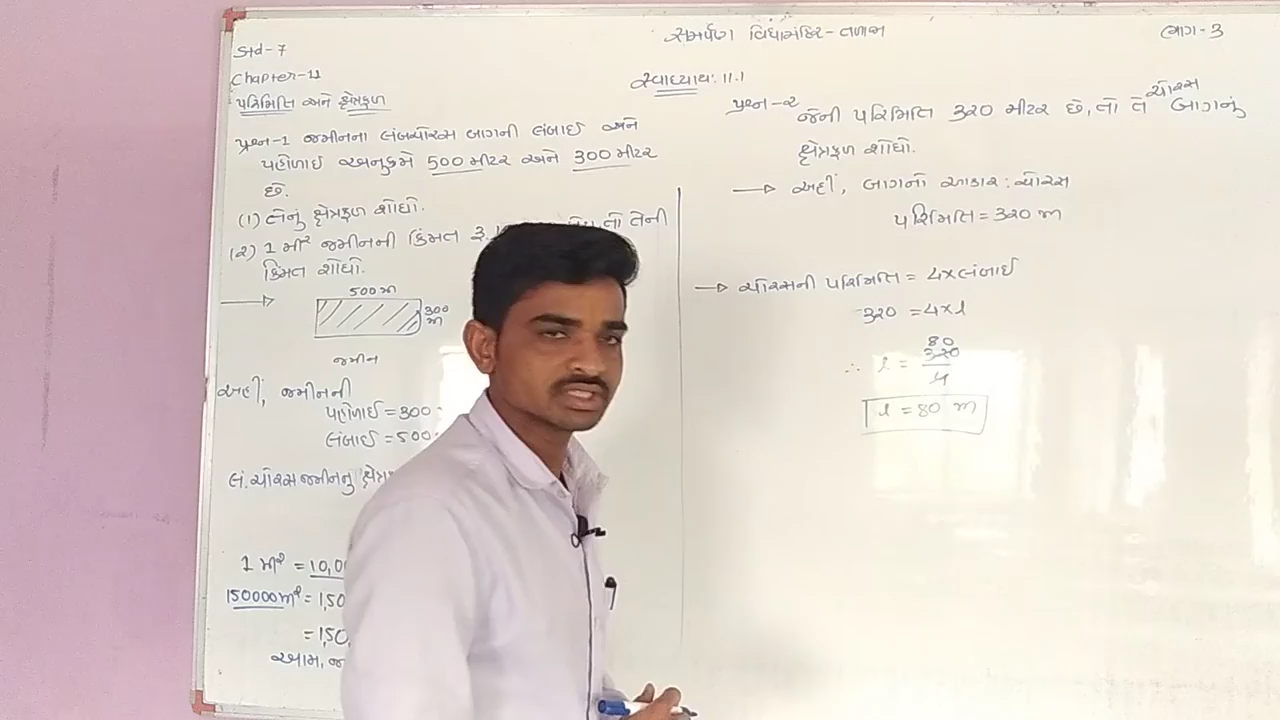 સમર્પણ વિદ્યામંદિર-તળાજા
ભાગ-3
Std-7
Chapter-11
પરિમિતિ અને ક્ષેત્રફળ
સ્વાધ્યાય: 11.1
પ્રશ્ન-1 જમીનના લંબચોરસ બાગની લંબાઈ અને
પહોળાઈ અનુક્રમે 500 મીટર અને 300 મીટર
છે.
(1) તેનું ક્ષેત્રફળ શોધો.
(2) 1 મી² જમીનની કિંમત રૂ. તો તેની
કિંમત શોધો.
500 m
300
m
જમીન
અહીં, જમીનની
પહોળાઈ = 300
લંબાઈ = 500
લં.ચોરસ જમીનનું
1 મી² = 10,00
150000 મી² = 1,50
= 1,50,
આમ,
પ્રશ્ન-2 જેની પરિમિતિ 320 મીટર છે, તો તે ચોરસ બાગનું
ક્ષેત્રફળ શોધો.
→ અહીં, બાગનો આકાર: ચોરસ
પરિમિતિ = 320 m
→ ચોરસની પરિમિતિ = 4×લંબાઈ
320 = 4×l
80
∴ l = 320
4
l = 80 m